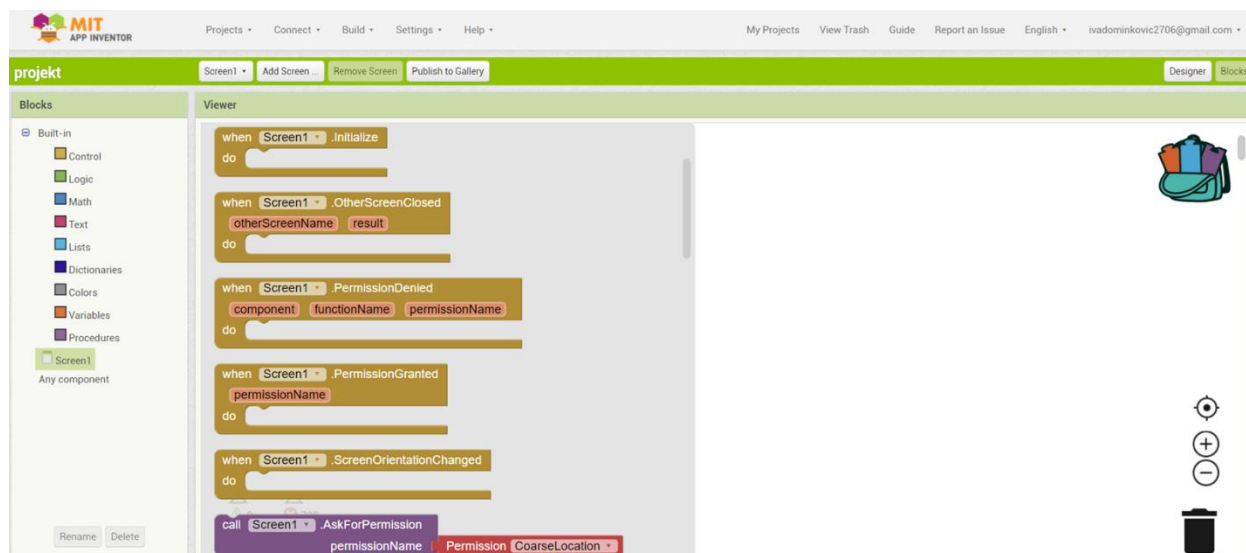 MIT
APP INVENTOR
Projects
Connect
Build
Settings
Help
My Projects
View Trash
Guide
Report an Issue
English
ivadominkovic2706@gmail.com
projekt
Screen1
Add Screen ...
Remove Screen
Publish to Gallery
Designer
Blocks
Blocks
Viewer
Built-in
Control
Logic
Math
Text
Lists
Dictionaries
Colors
Variables
Procedures
Screen1
Any component
Rename
Delete
when Screen1 .Initialize
do
when Screen1 .OtherScreenClosed
otherScreenName result
do
when Screen1 .PermissionDenied
component functionName permissionName
do
when Screen1 .PermissionGranted
permissionName
do
when Screen1 .ScreenOrientationChanged
do
call Screen1 .AskForPermission
permissionName Permission CoarseLocation